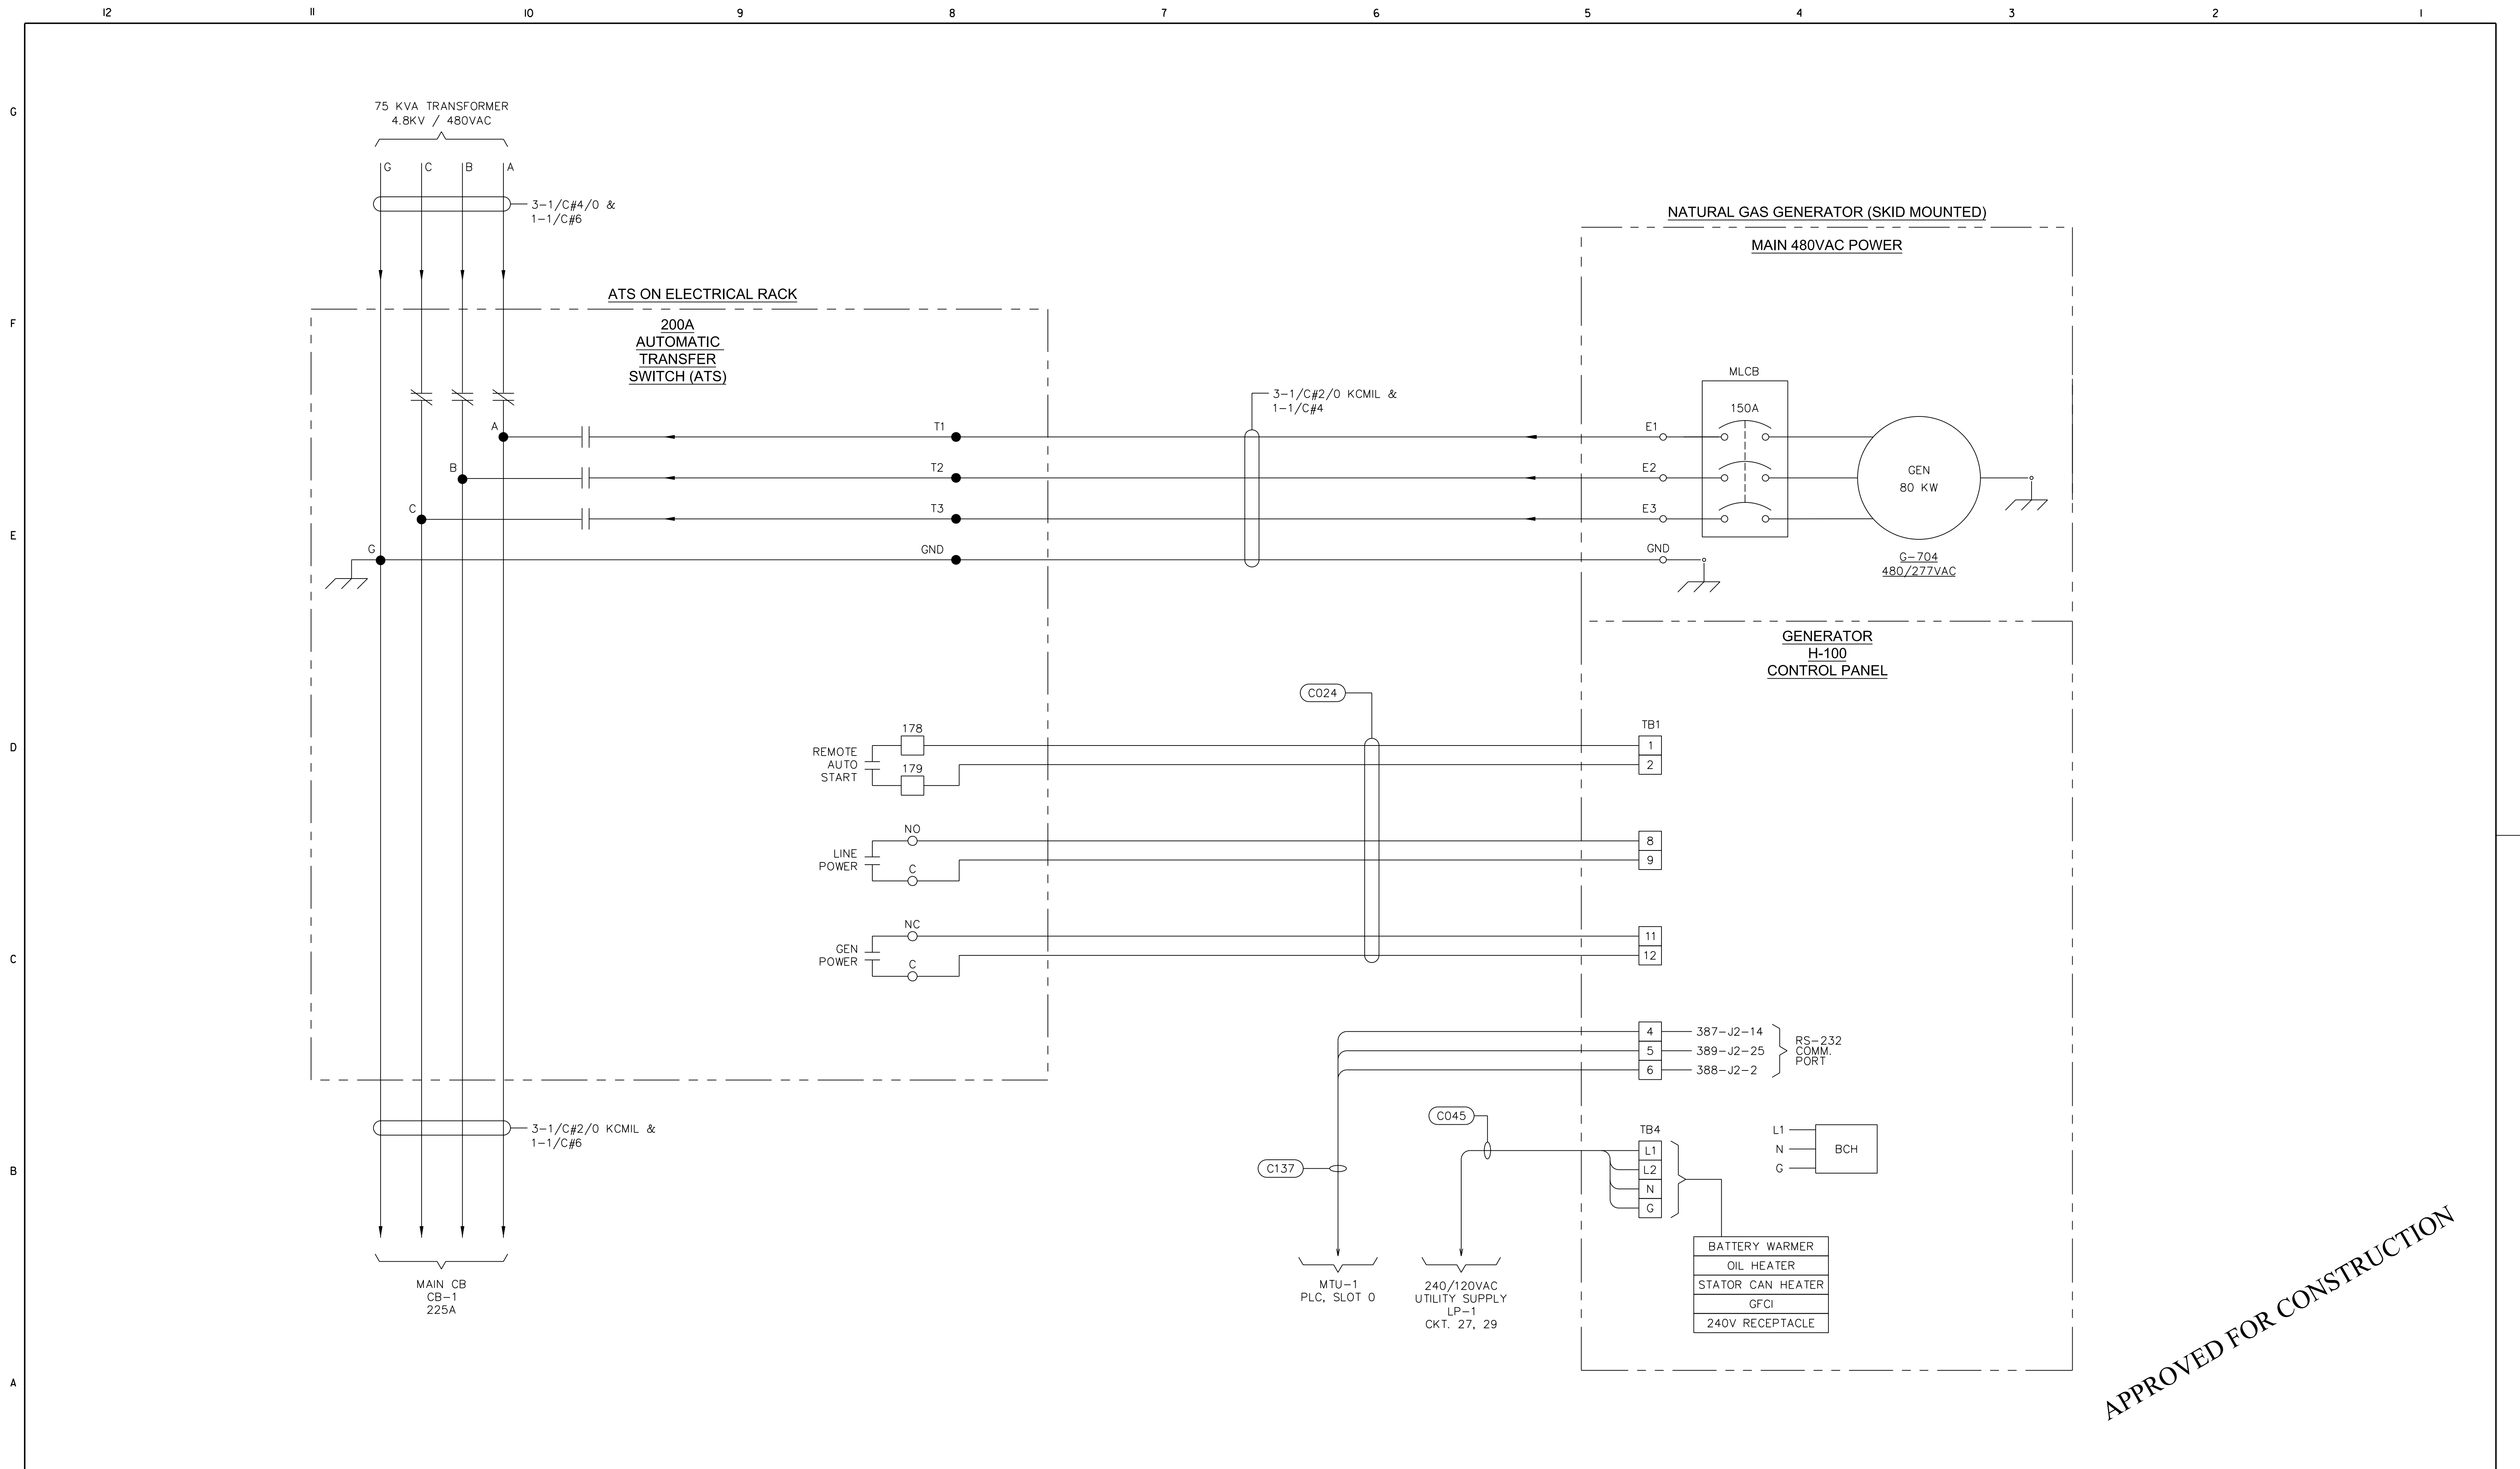 12 11 10 9 8 7 6 5 4 3 2 1
G
F
E
D
C
B
A
75 KVA TRANSFORMER
4.8KV / 480VAC
G C B A
3-1/C#4/0 &
1-1/C#6
ATS ON ELECTRICAL RACK
200A
AUTOMATIC
TRANSFER
SWITCH (ATS)
A
B
C
G
T1
T2
T3
GND
3-1/C#2/0 KCMIL &
1-1/C#4
NATURAL GAS GENERATOR (SKID MOUNTED)
MAIN 480VAC POWER
MLCB
150A
E1
E2
E3
GND
GEN
80 KW
G-704
480/277VAC
GENERATOR
H-100
CONTROL PANEL
C024
REMOTE
AUTO
START
178
179
TB1
1
2
LINE
POWER
NO
C
8
9
GEN
POWER
NC
C
11
12
4 387-J2-14
5 389-J2-25
6 388-J2-2
RS-232
COMM.
PORT
3-1/C#2/0 KCMIL &
1-1/C#6
MAIN CB
CB-1
225A
C137
C045
MTU-1
PLC, SLOT 0
240/120VAC
UTILITY SUPPLY
LP-1
CKT. 27, 29
TB4
L1
L2
N
G
L1
N
G
BCH
BATTERY WARMER
OIL HEATER
STATOR CAN HEATER
GFCI
240V RECEPTACLE
APPROVED FOR CONSTRUCTION